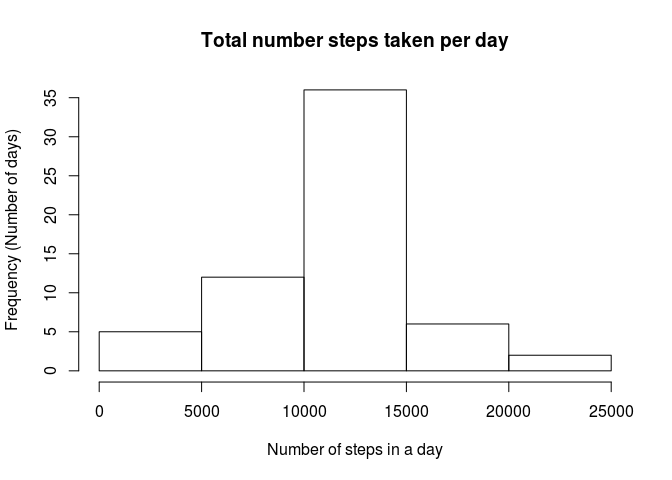 Total number steps taken per day
Frequency (Number of days)
35
30
25
20
15
10
5
0
0 5000 10000 15000 20000 25000
Number of steps in a day